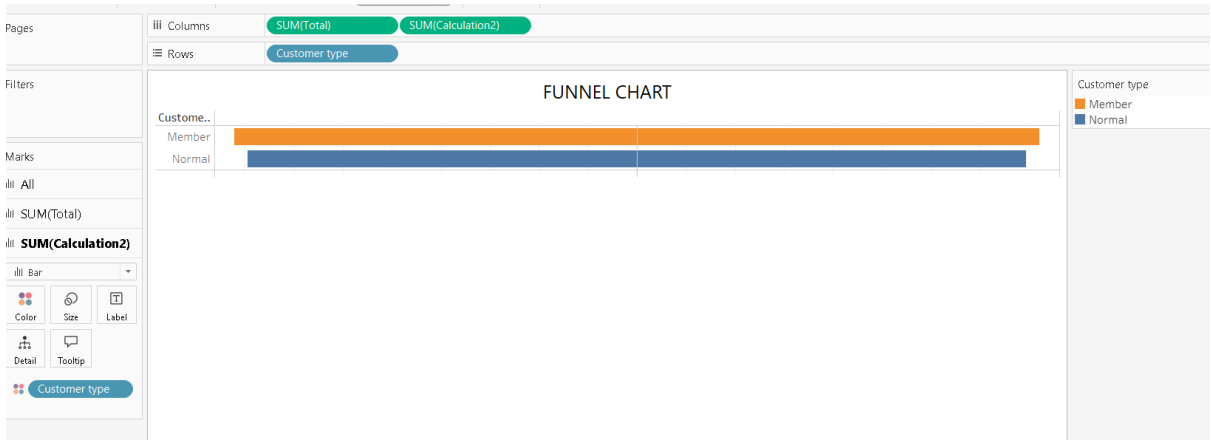 Pages
Columns SUM(Total) SUM(Calculation2)
Rows Customer type
Filters
FUNNEL CHART
Custome..
Member
Normal
Customer type
Member
Normal
Marks
All
SUM(Total)
SUM(Calculation2)
Bar
Color Size Label
Detail Tooltip
Customer type